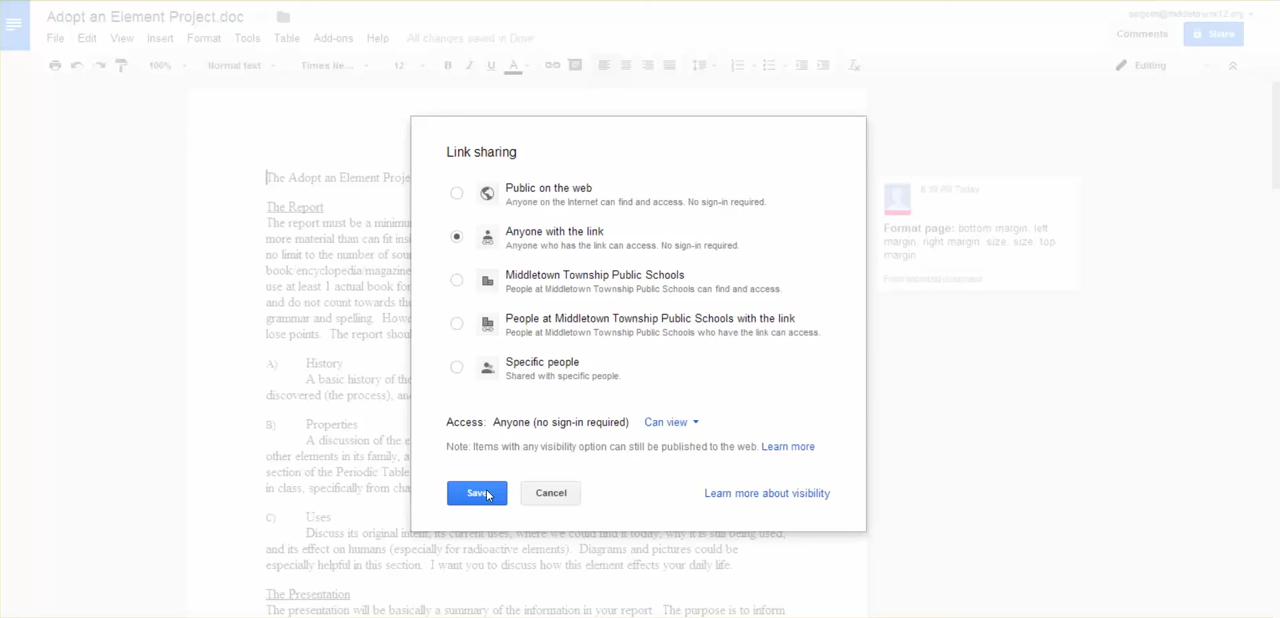 Adopt an Element Project.doc
File Edit View Insert Format Tools Table Add-ons Help All changes saved in Drive
Comments Share
100% Normal text Times Ne... 12 B I U A Editing
Link sharing
Public on the web
Anyone on the Internet can find and access. No sign-in required.
Anyone with the link
Anyone who has the link can access. No sign-in required.
Middletown Township Public Schools
People at Middletown Township Public Schools can find and access.
People at Middletown Township Public Schools with the link
People at Middletown Township Public Schools who have the link can access.
Specific people
Shared with specific people.
Access: Anyone (no sign-in required) Can view
Note: Items with any visibility option can still be published to the web. Learn more
Save Cancel Learn more about visibility
The Adopt an Element Proje
The Report
The report must be a minimu
more material than can fit insi
no limit to the number of sour
book/encyclopedia/magazine
use at least 1 actual book for
and do not count towards the
grammar and spelling. Howe
lose points. The report shou
A) History
A basic history of the
discovered (the process), an
B) Properties
A discussion of the e
other elements in its family, a
section of the Periodic Table
in class, specifically from cha
C) Uses
Discuss its original intent, its current uses, where we could find it today, why it is still being used,
and its effect on humans (especially for radioactive elements). Diagrams and pictures could be
especially helpful in this section. I want you to discuss how this element effects your daily life.
The Presentation
The presentation will be basically a summary of the information in your report. The purpose is to inform
Today
Format page: bottom margin, left
margin, right margin, size, size, top
margin